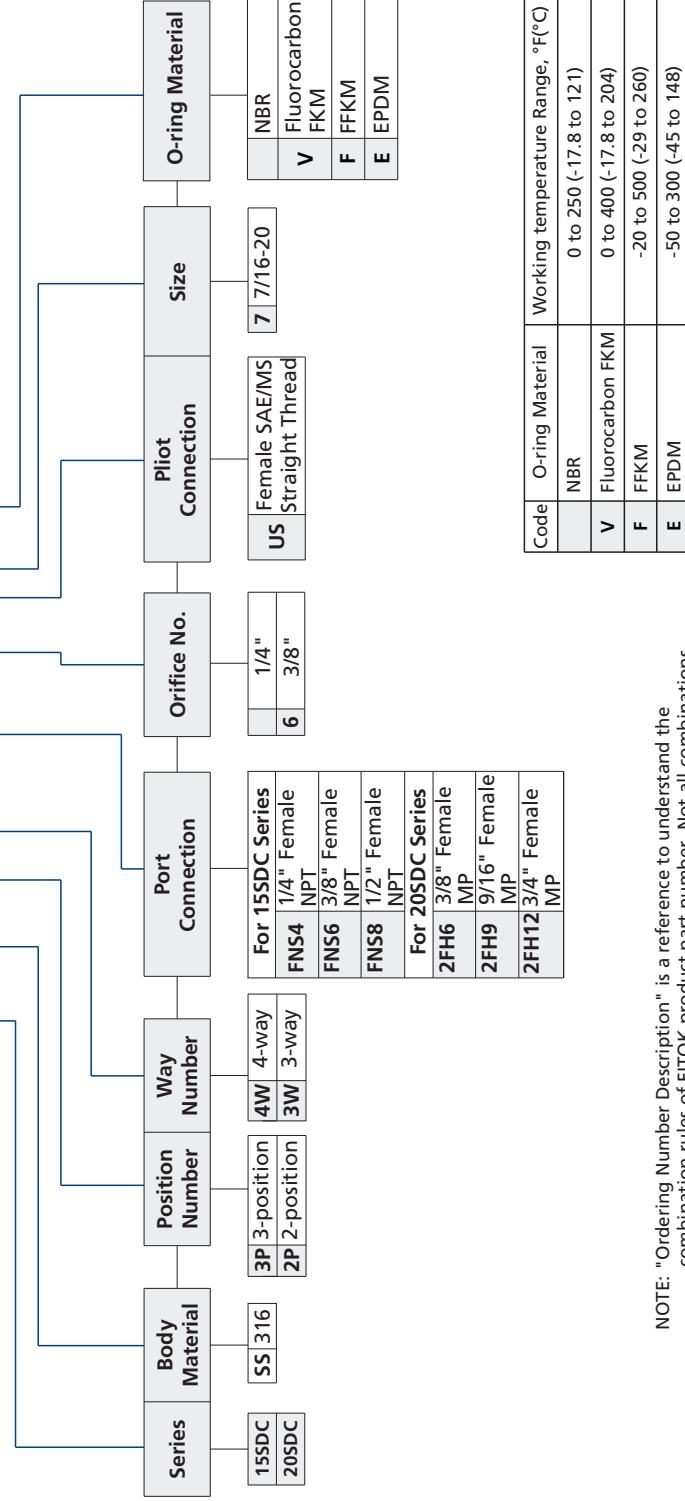 Series
Body
Material
Position
Number
Way
Number
Port
Connection
Orifice No.
Pliot
Connection
Size
O-ring Material
15SDC
20SDC
SS 316
3P 3-position
2P 2-position
4W 4-way
3W 3-way
For 15SDC Series
FNS4 1/4" Female
NPT
FNS6 3/8" Female
NPT
FNS8 1/2" Female
NPT
For 20SDC Series
2FH6 3/8" Female
MP
2FH9 9/16" Female
MP
2FH12 3/4" Female
MP
1/4"
6 3/8"
US Female SAE/MS
Straight Thread
7 7/16-20
NBR
V Fluorocarbon
FKM
F FFKM
E EPDM
Code O-ring Material Working temperature Range, °F(°C)
NBR 0 to 250 (-17.8 to 121)
V Fluorocarbon FKM 0 to 400 (-17.8 to 204)
F FFKM -20 to 500 (-29 to 260)
E EPDM -50 to 300 (-45 to 148)
NOTE: "Ordering Number Description" is a reference to understand the
combination rules of FITOK product part number. Not all combinations